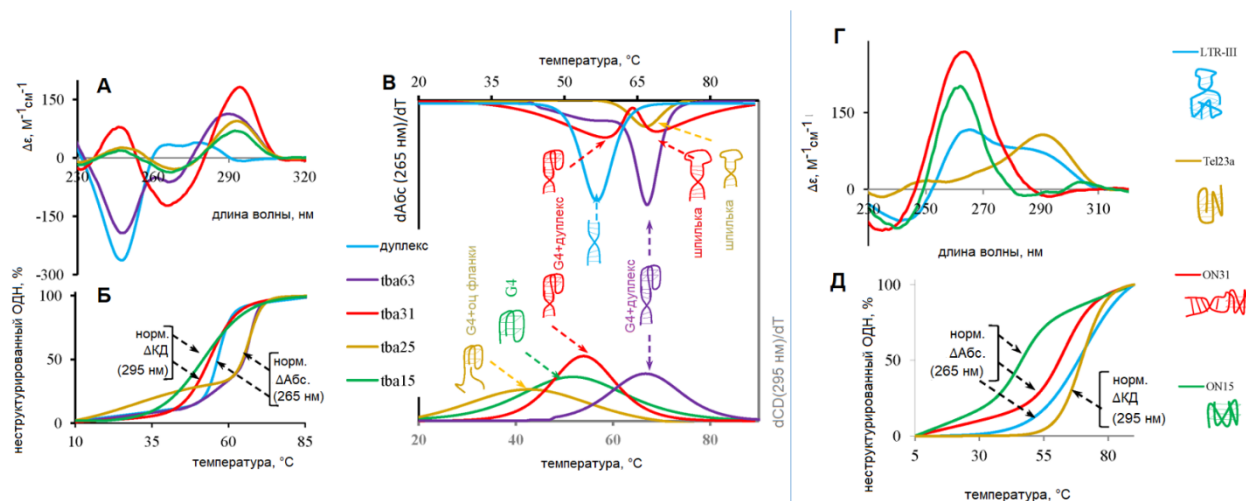 А
Δε, М⁻¹см⁻¹
150
0
-150
-300
230
260
290
320
длина волны, нм
Б
неструктурированный ОДН, %
100
50
0
норм.
ΔКД
(295 нм)
норм.
ΔАбс.
(265 нм)
10
35
60
85
температура, °C
температура, °C
20
35
50
65
80
В
dАбс (265 нм)/dT
G4+дуплекс
шпилька
шпилька
дуплекс
tba63
tba31
tba25
tba15
G4+оц фланки
G4
G4+дуплекс
G4+дуплекс
dCD(295 нм)/dT
20
40
60
80
температура, °C
Г
Δε, М⁻¹см⁻¹
150
0
230
250
270
290
310
длина волны, нм
LTR-III
Tel23a
ON31
ON15
Д
неструктурированный ОДН, %
100
50
0
норм.
ΔАбс.
(265 нм)
норм.
ΔКД
(295 нм)
5
30
55
80
температура, °C